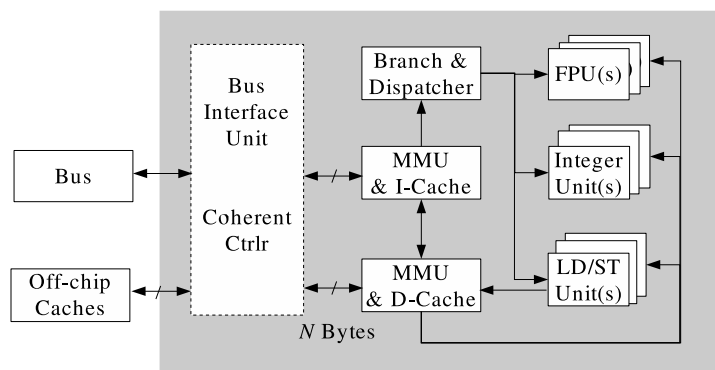 Bus
Off-chip
Caches
Bus
Interface
Unit
Coherent
Ctrlr
N Bytes
Branch &
Dispatcher
MMU
& I-Cache
MMU
& D-Cache
FPU(s)
Integer
Unit(s)
LD/ST
Unit(s)